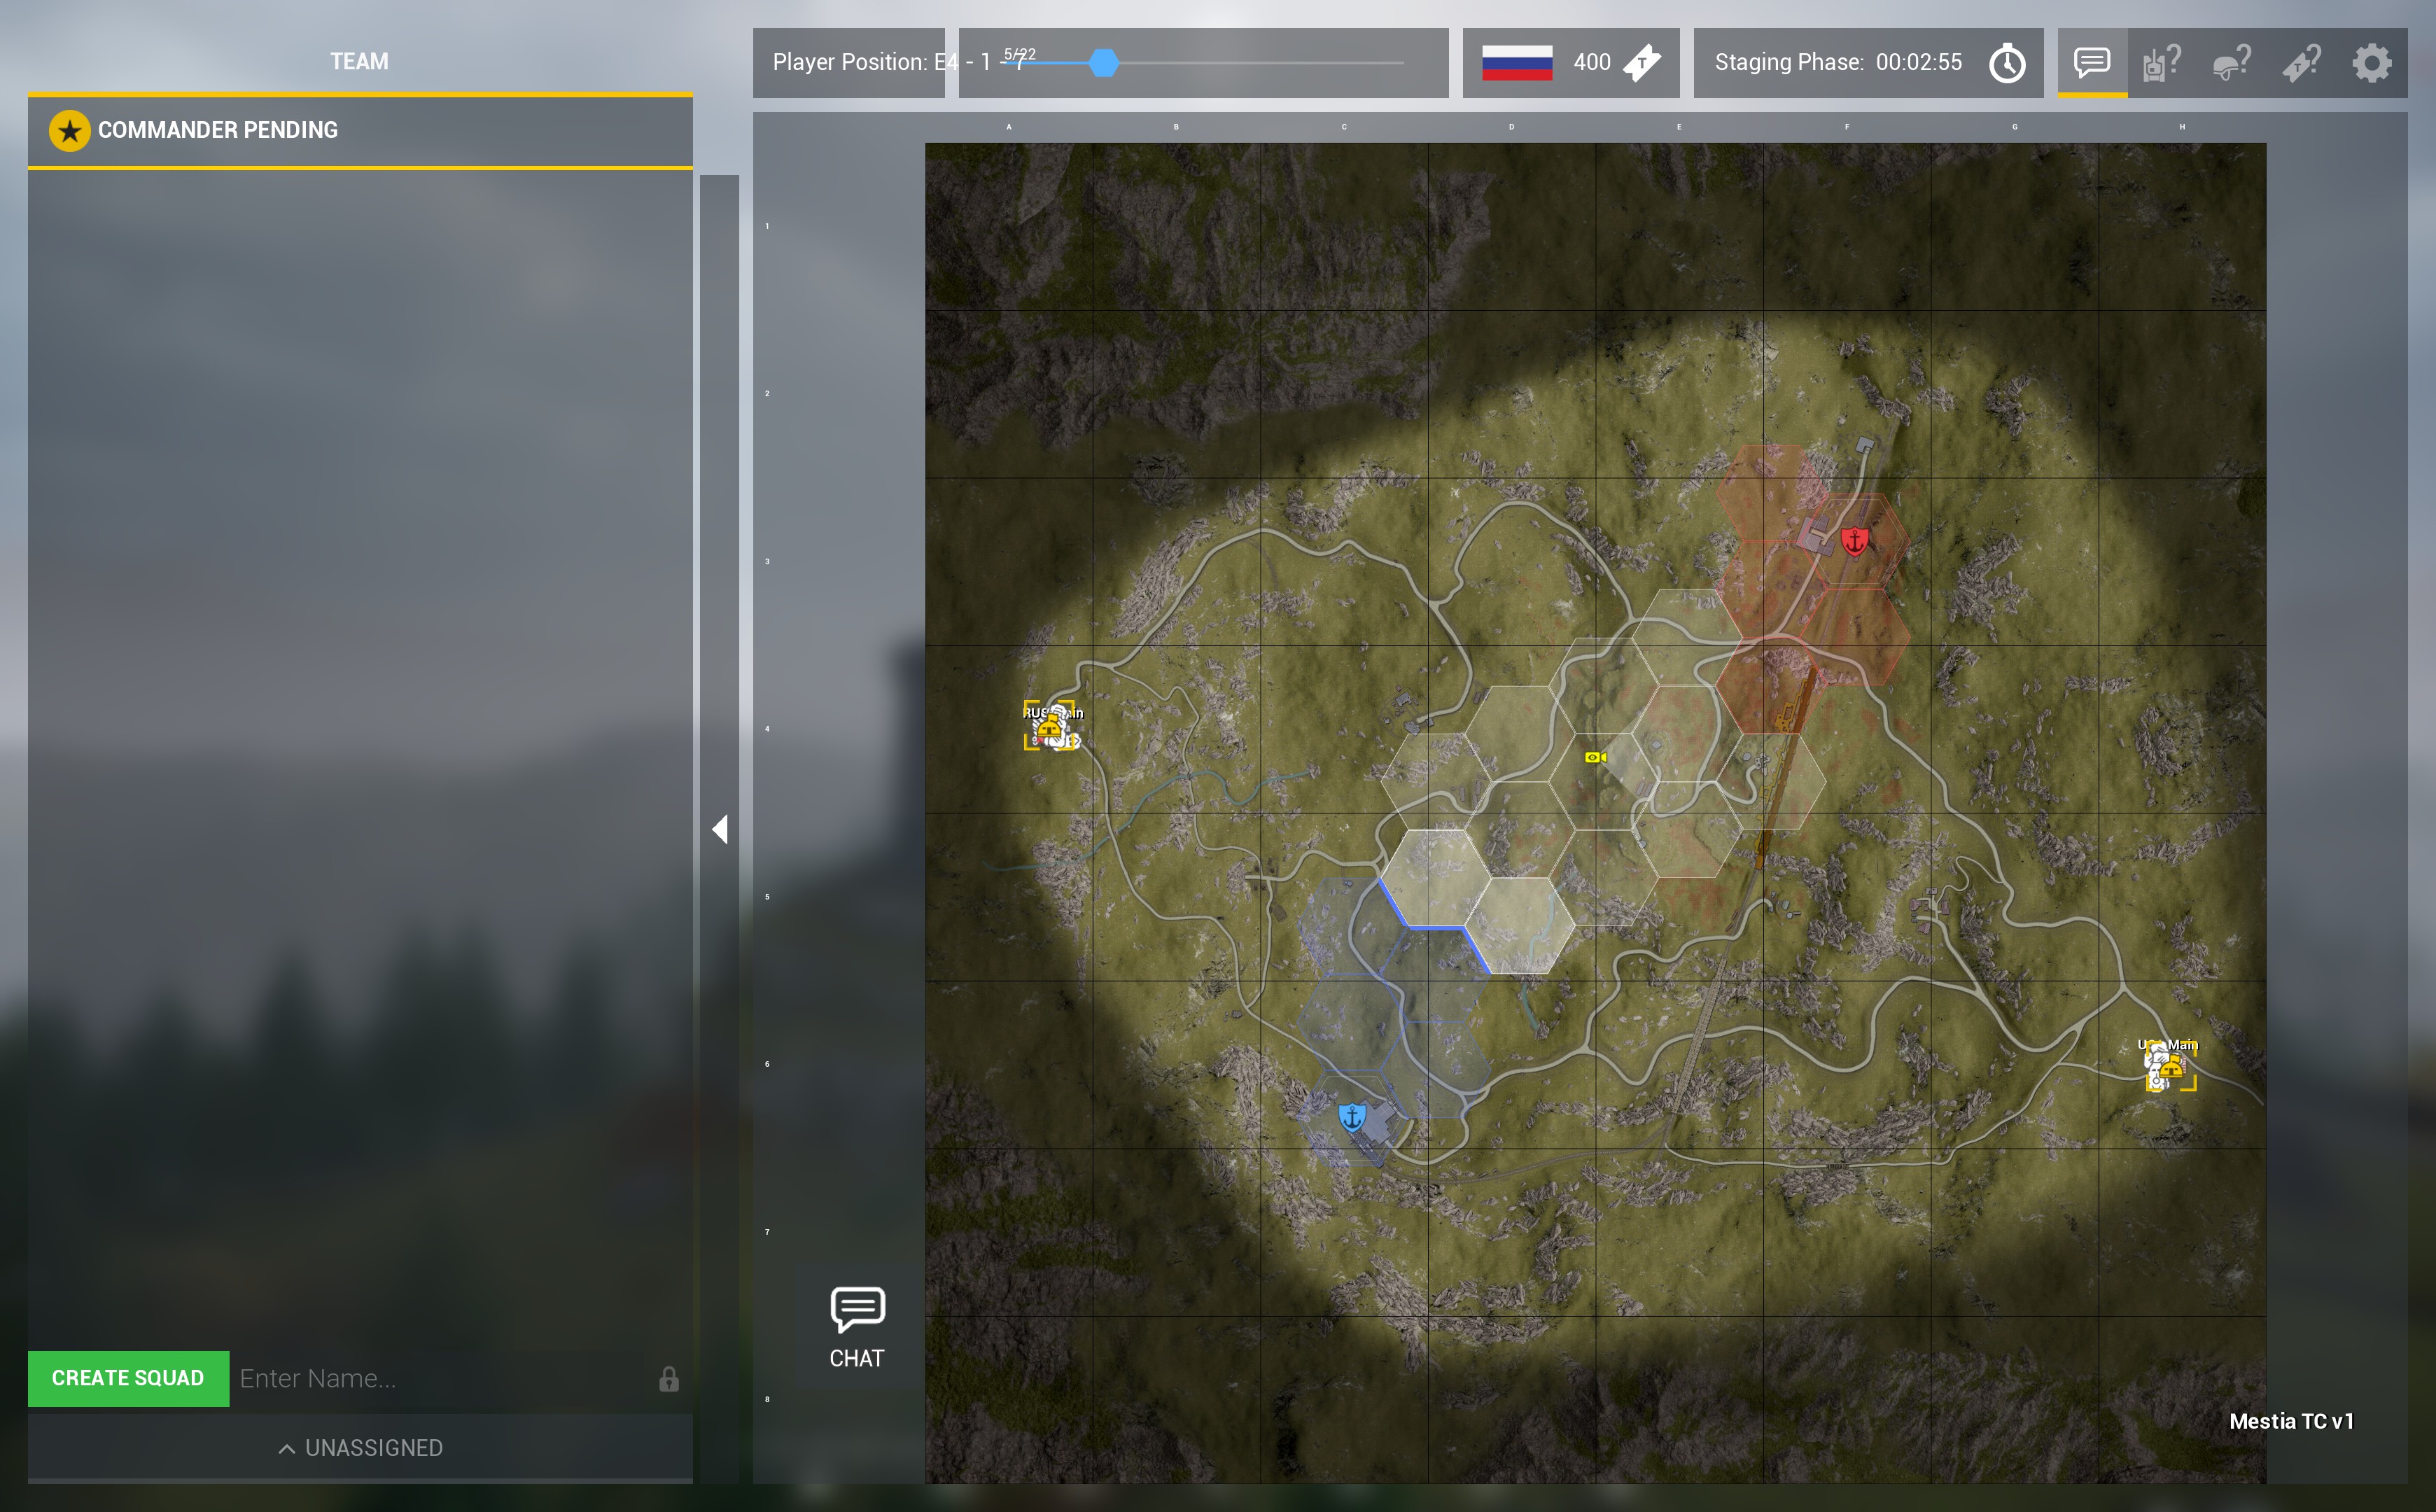 TEAM
COMMANDER PENDING
Player Position: E4 - 1 - 7
5/22
400
Staging Phase: 00:02:55
A B C D E F G H
1
2
3
4
5
6
7
8
Main
CHAT
CREATE SQUAD
Enter Name...
UNASSIGNED
Mestia TC v1